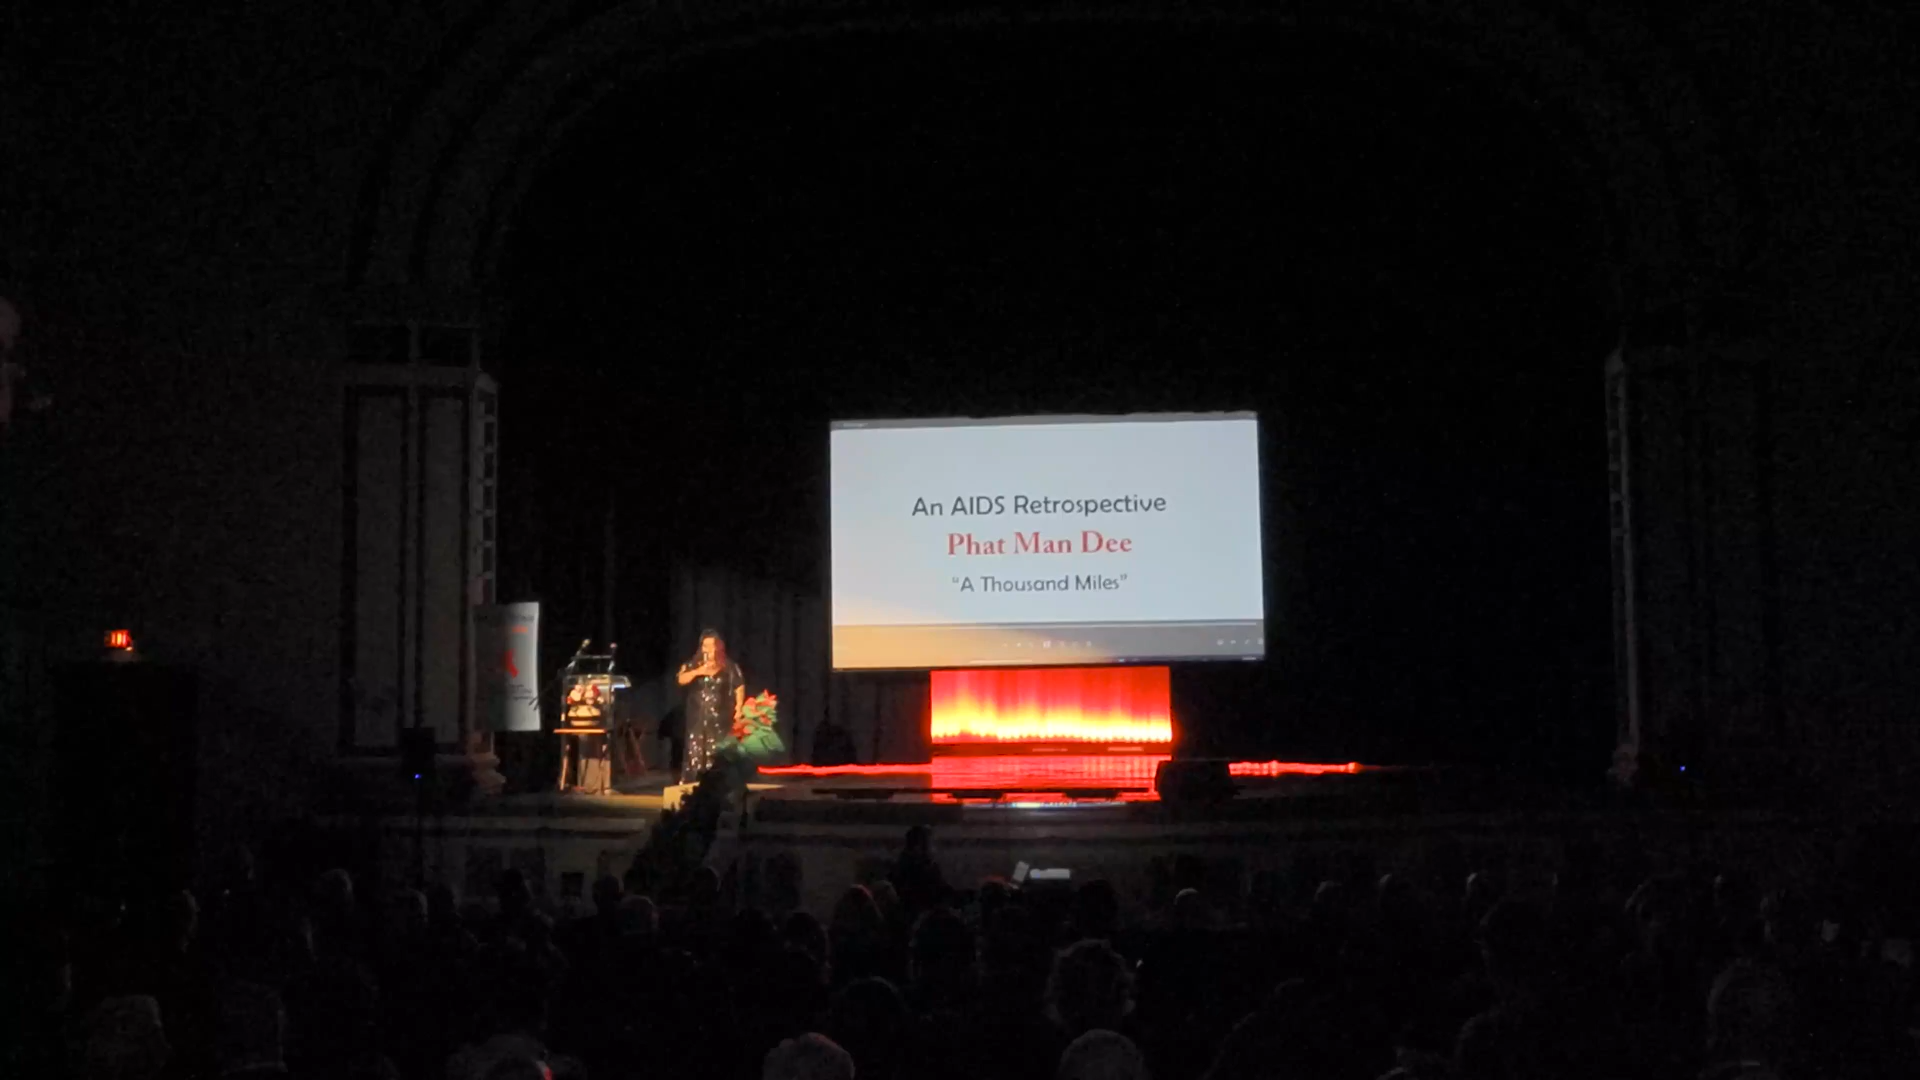 An AIDS Retrospective
Phat Man Dee
“A Thousand Miles”